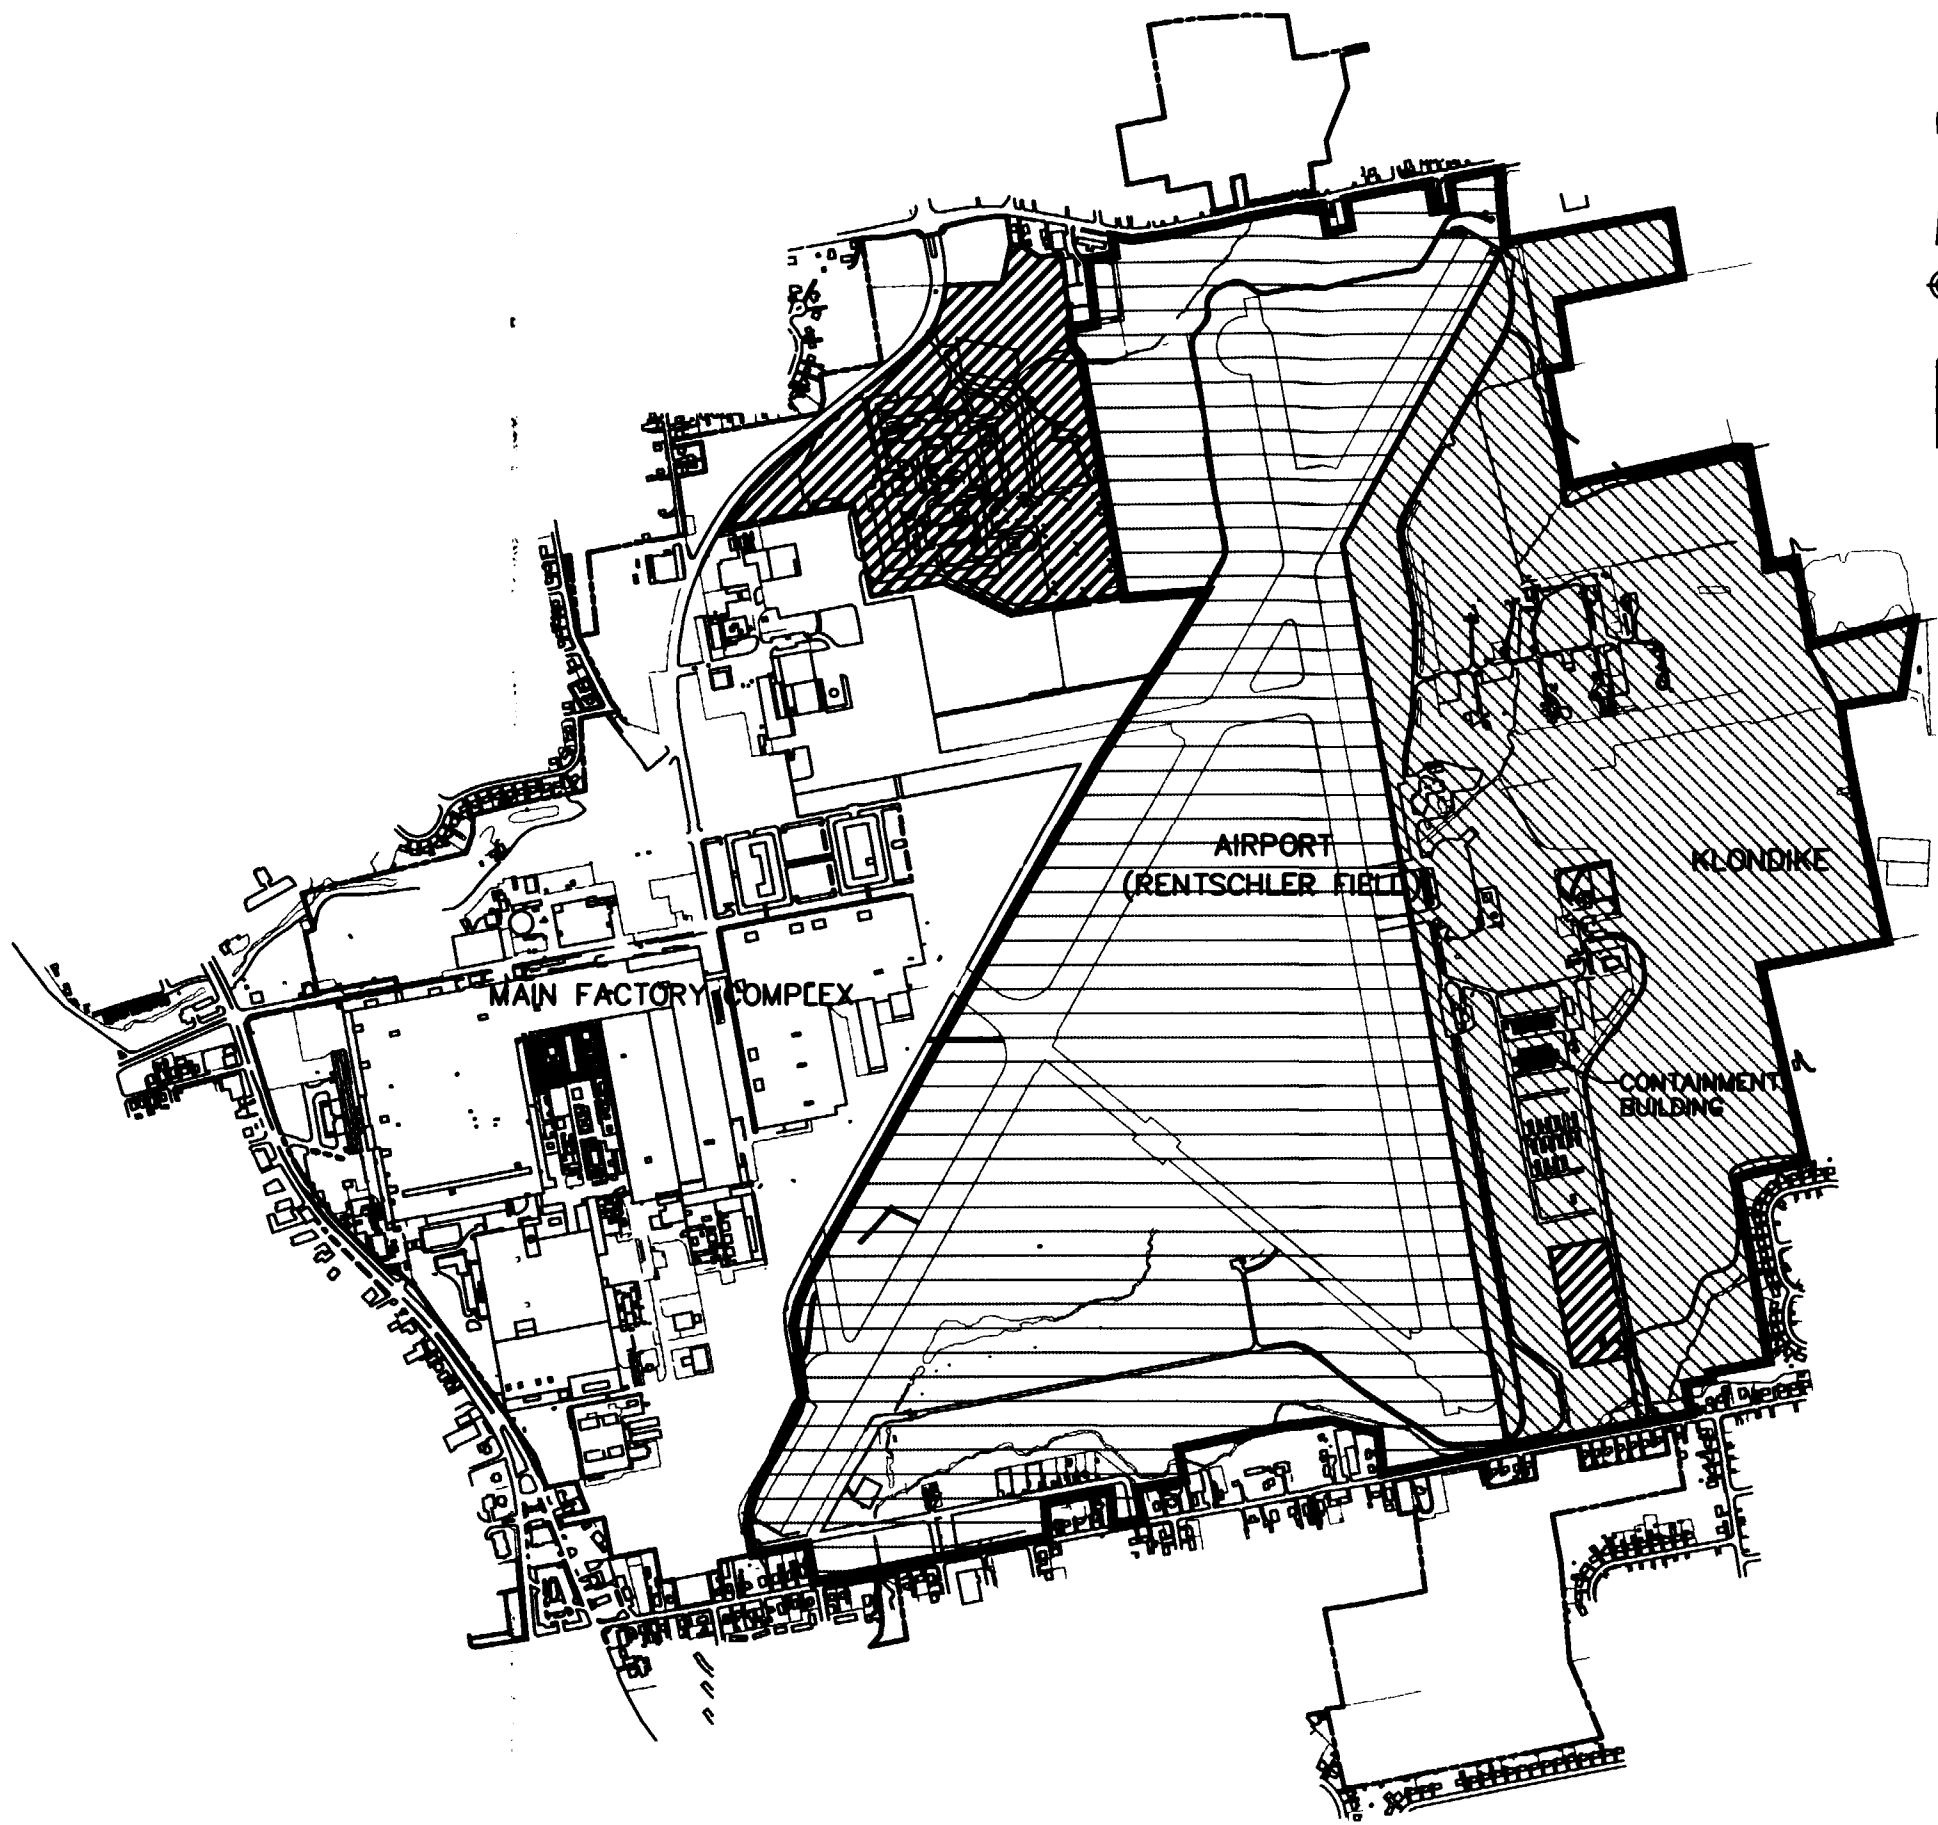 AIRPORT
(RENTSCHLER FIELD)
KLONDIKE
MAIN FACTORY COMPLEX
CONTAINMENT
BUILDING